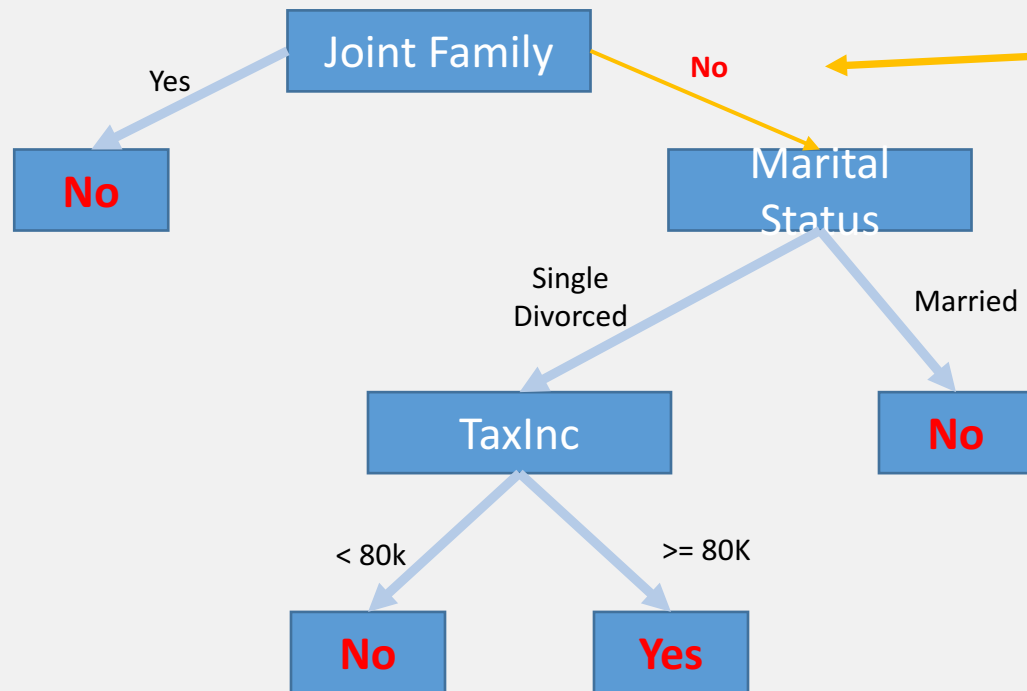 Joint Family
Yes
No
No
Marital
Status
Single
Divorced
Married
TaxInc
No
< 80k
>= 80K
No
Yes